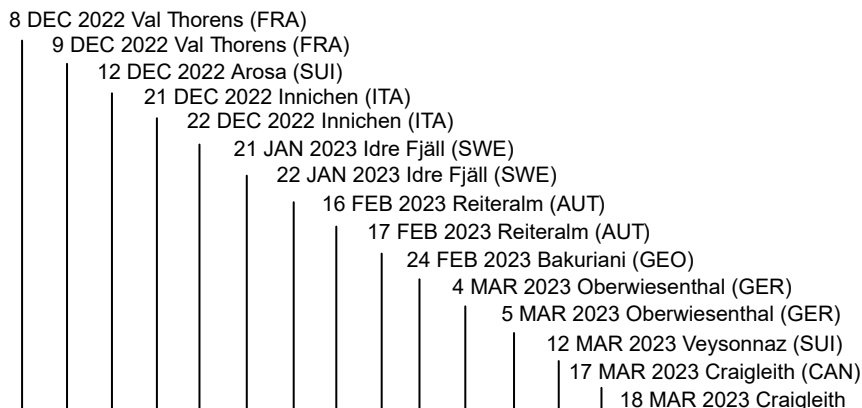 8 DEC 2022 Val Thorens (FRA)
9 DEC 2022 Val Thorens (FRA)
12 DEC 2022 Arosa (SUI)
21 DEC 2022 Innichen (ITA)
22 DEC 2022 Innichen (ITA)
21 JAN 2023 Idre Fjäll (SWE)
22 JAN 2023 Idre Fjäll (SWE)
16 FEB 2023 Reiteralm (AUT)
17 FEB 2023 Reiteralm (AUT)
24 FEB 2023 Bakuriani (GEO)
4 MAR 2023 Oberwiesenthal (GER)
5 MAR 2023 Oberwiesenthal (GER)
12 MAR 2023 Veysonnaz (SUI)
17 MAR 2023 Craigleith (CAN)
18 MAR 2023 Craigleith